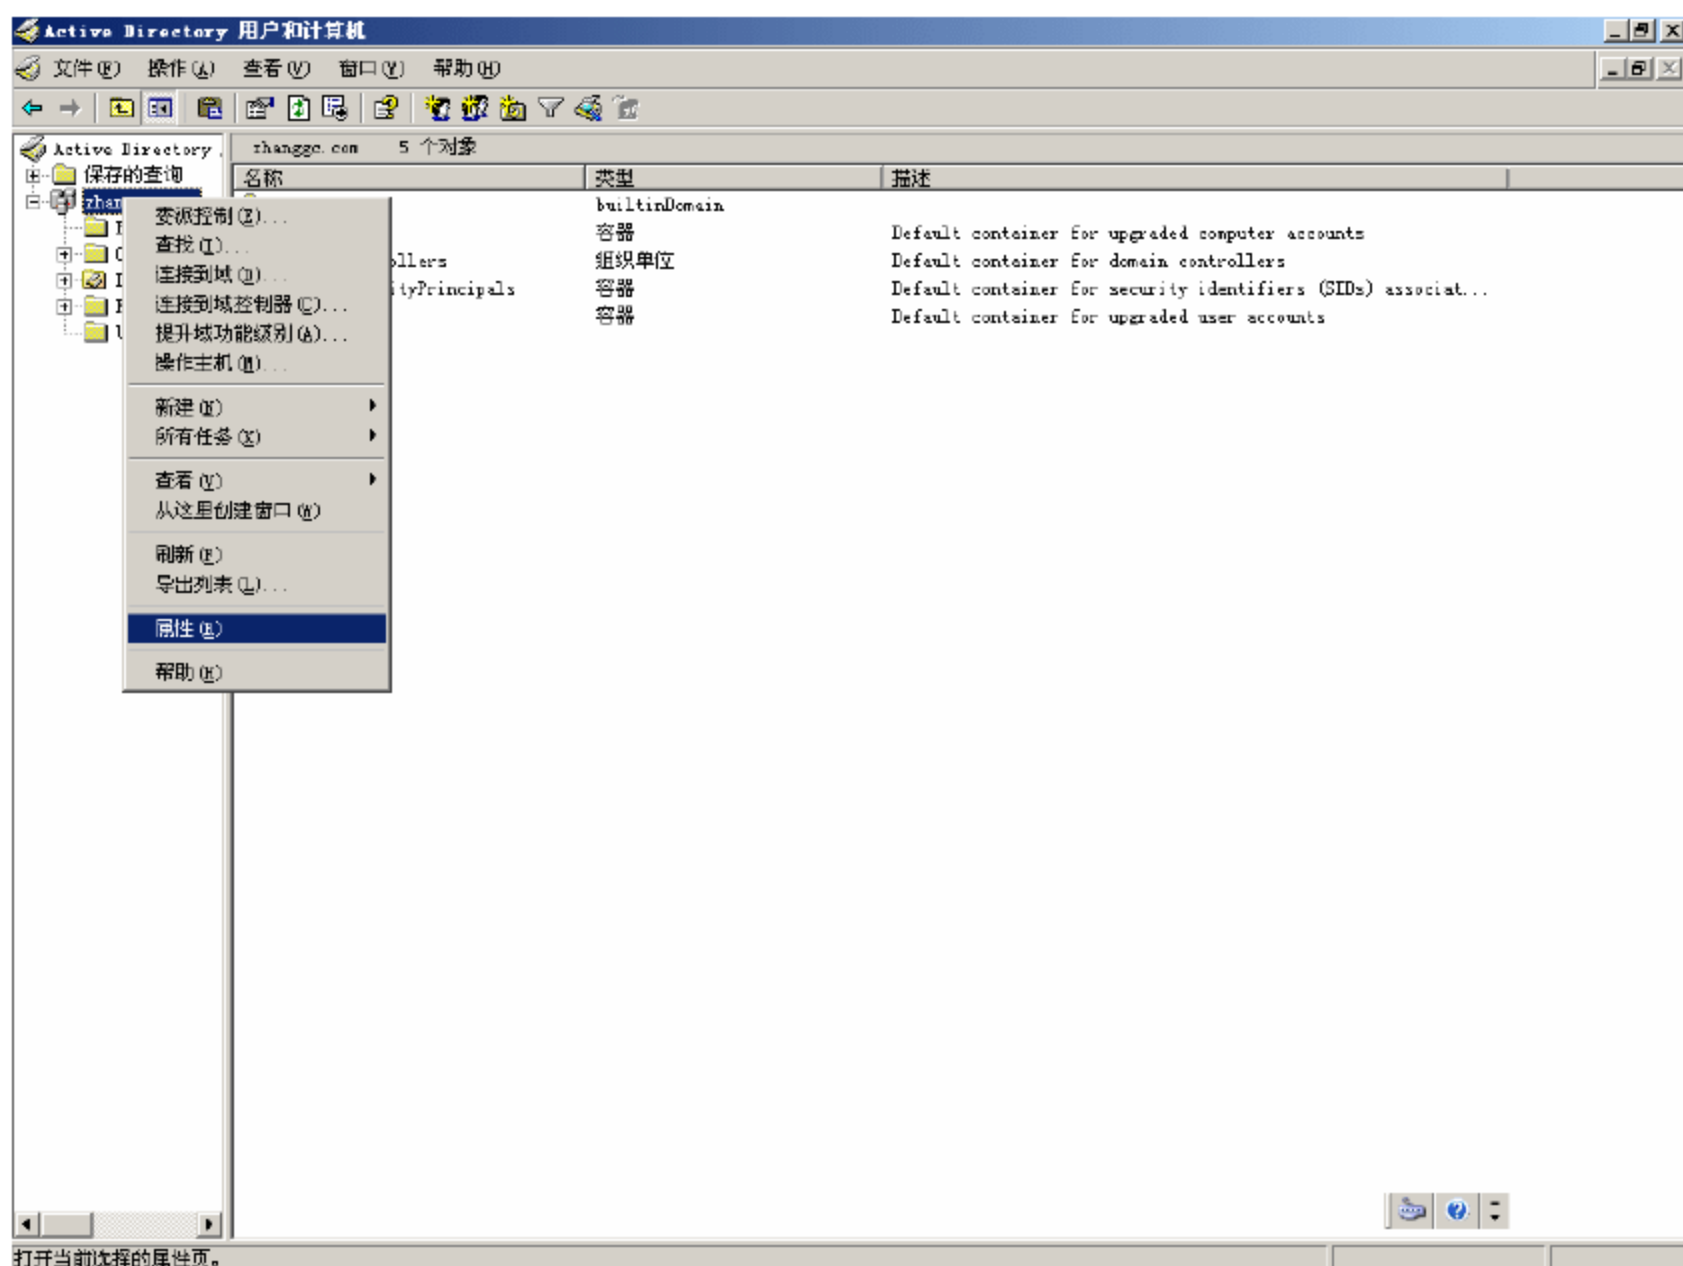 Active Directory 用户和计算机
文件(F) 操作(A) 查看(V) 窗口(W) 帮助(H)
Active Directory
zhanggc.com 5 个对象
保存的查询
名称 类型 描述
zhan
builtinDomain
容器 Default container for upgraded computer accounts
ollers 组织单位 Default container for domain controllers
ityPrincipals 容器 Default container for security identifiers (SIDs) associat...
容器 Default container for upgraded user accounts
委派控制(E)...
查找(I)...
连接到域(D)...
连接到域控制器(C)...
提升域功能级别(A)...
操作主机(M)...
新建(N)
所有任务(K)
查看(V)
从这里创建窗口(W)
刷新(F)
导出列表(L)...
属性(R)
帮助(H)
打开当前选择的属性页。